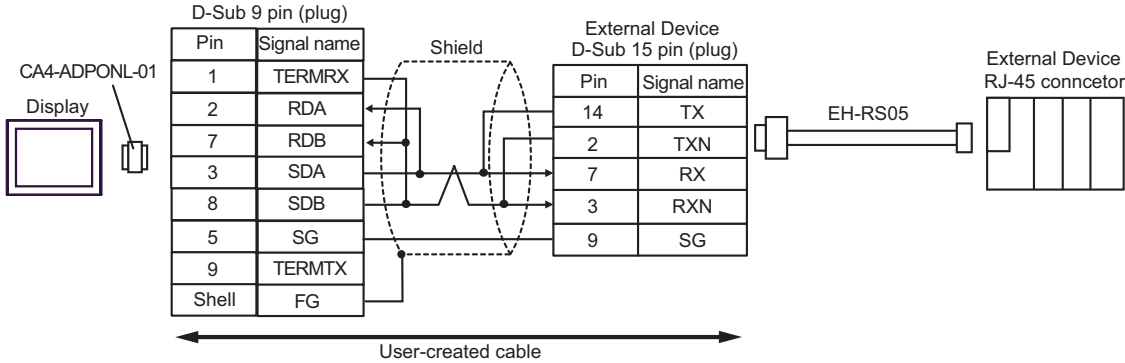 D-Sub 9 pin (plug)
External Device
D-Sub 15 pin (plug)
External Device
RJ-45 conncetor
CA4-ADPONL-01
Display
Shield
EH-RS05
Pin Signal name
1 TERMRX
2 RDA
7 RDB
3 SDA
8 SDB
5 SG
9 TERMTX
Shell FG
Pin Signal name
14 TX
2 TXN
7 RX
3 RXN
9 SG
User-created cable